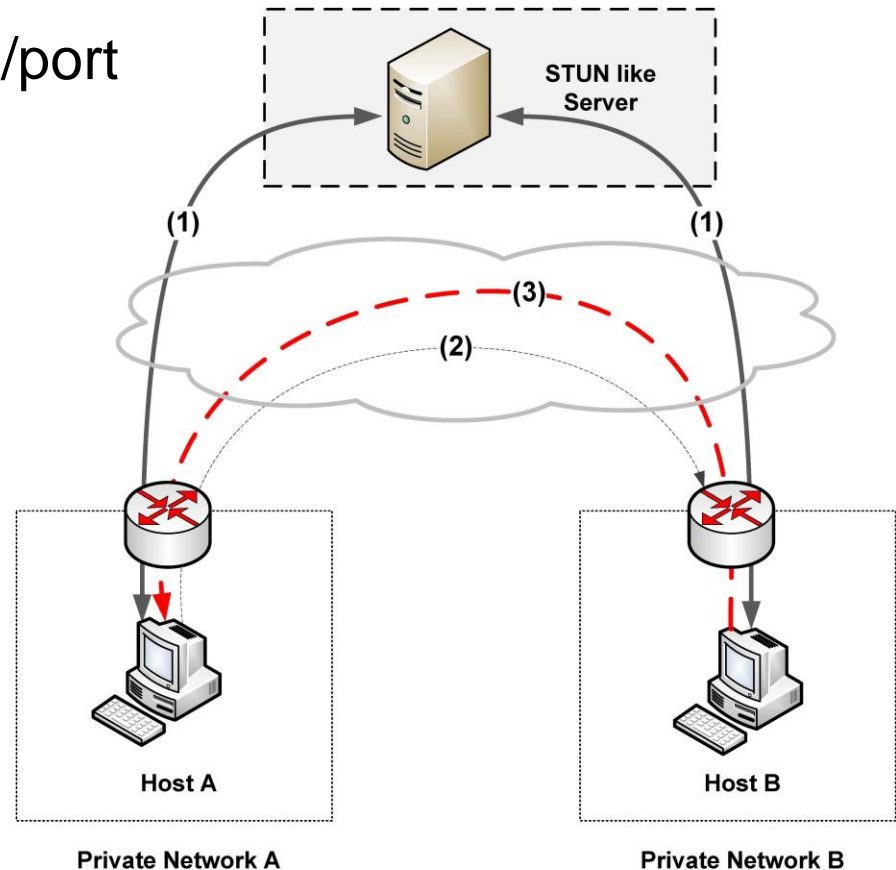 /port
STUN like
Server
(1)
(1)
(3)
(2)
Host A
Host B
Private Network A
Private Network B